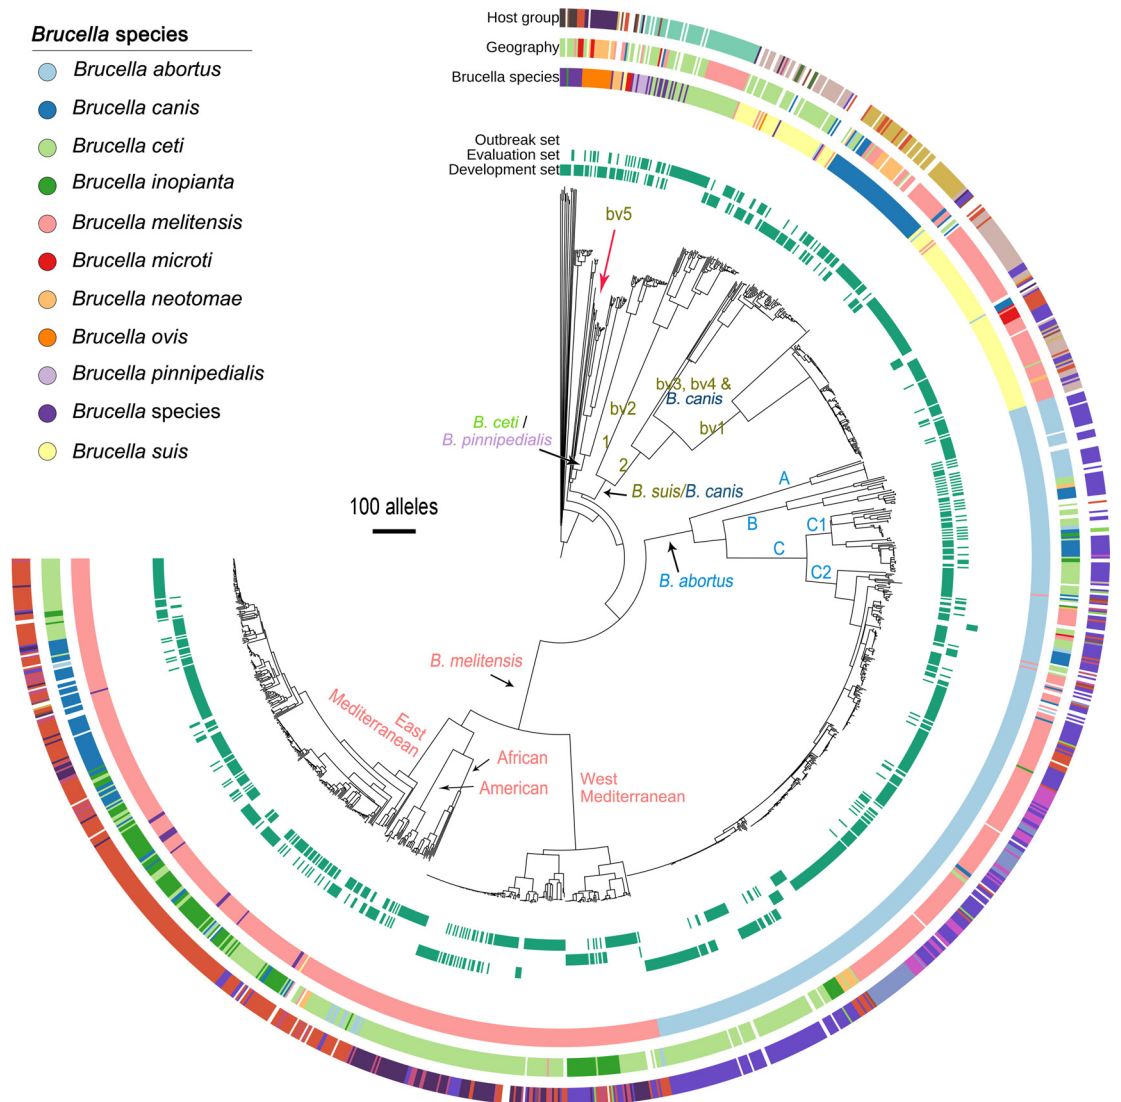 Brucella species
Brucella abortus
Brucella canis
Brucella ceti
Brucella inopianta
Brucella melitensis
Brucella microti
Brucella neotomae
Brucella ovis
Brucella pinnipedialis
Brucella species
Brucella suis
Host group
Geography
Brucella species
Outbreak set
Evaluation set
Development set
bv5
bv3, bv4 &
B. canis
bv2
bv1
B. ceti /
B. pinnipedialis
1
2
B. suis/B. canis
100 alleles
A
B
C1
C
C2
B. abortus
B. melitensis
East
Mediterranean
African
American
West
Mediterranean